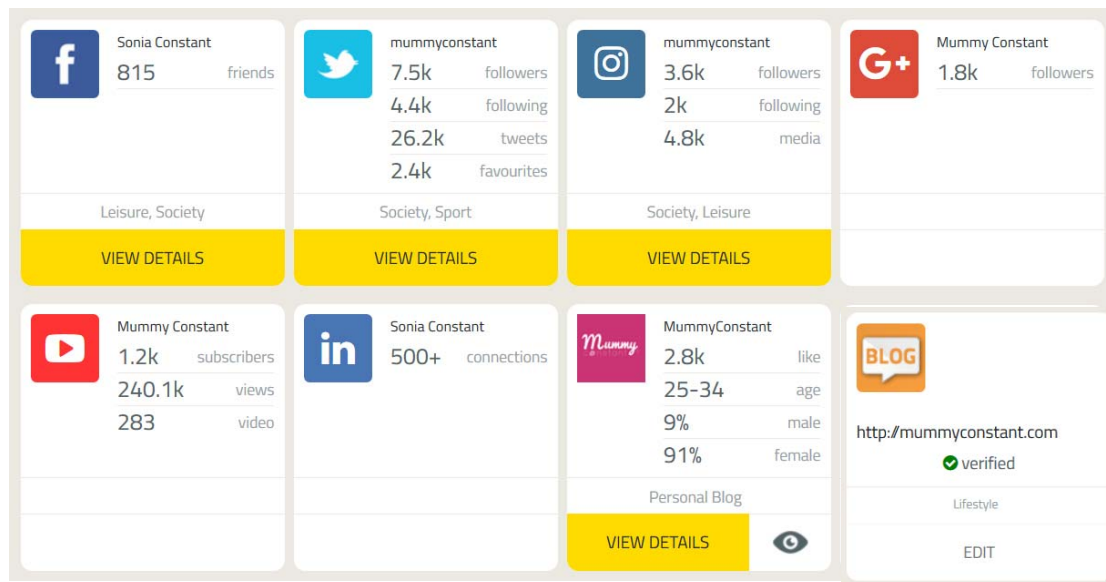 f
Sonia Constant
815 friends
Leisure, Society
VIEW DETAILS
mummyconstant
7.5k followers
4.4k following
26.2k tweets
2.4k favourites
Society, Sport
VIEW DETAILS
mummyconstant
3.6k followers
2k following
4.8k media
Society, Leisure
VIEW DETAILS
G+
Mummy Constant
1.8k followers
Mummy Constant
1.2k subscribers
240.1k views
283 video
in
Sonia Constant
500+ connections
Mummy
Constant
MummyConstant
2.8k like
25-34 age
9% male
91% female
Personal Blog
VIEW DETAILS
BLOG
http://mummyconstant.com
verified
Lifestyle
EDIT